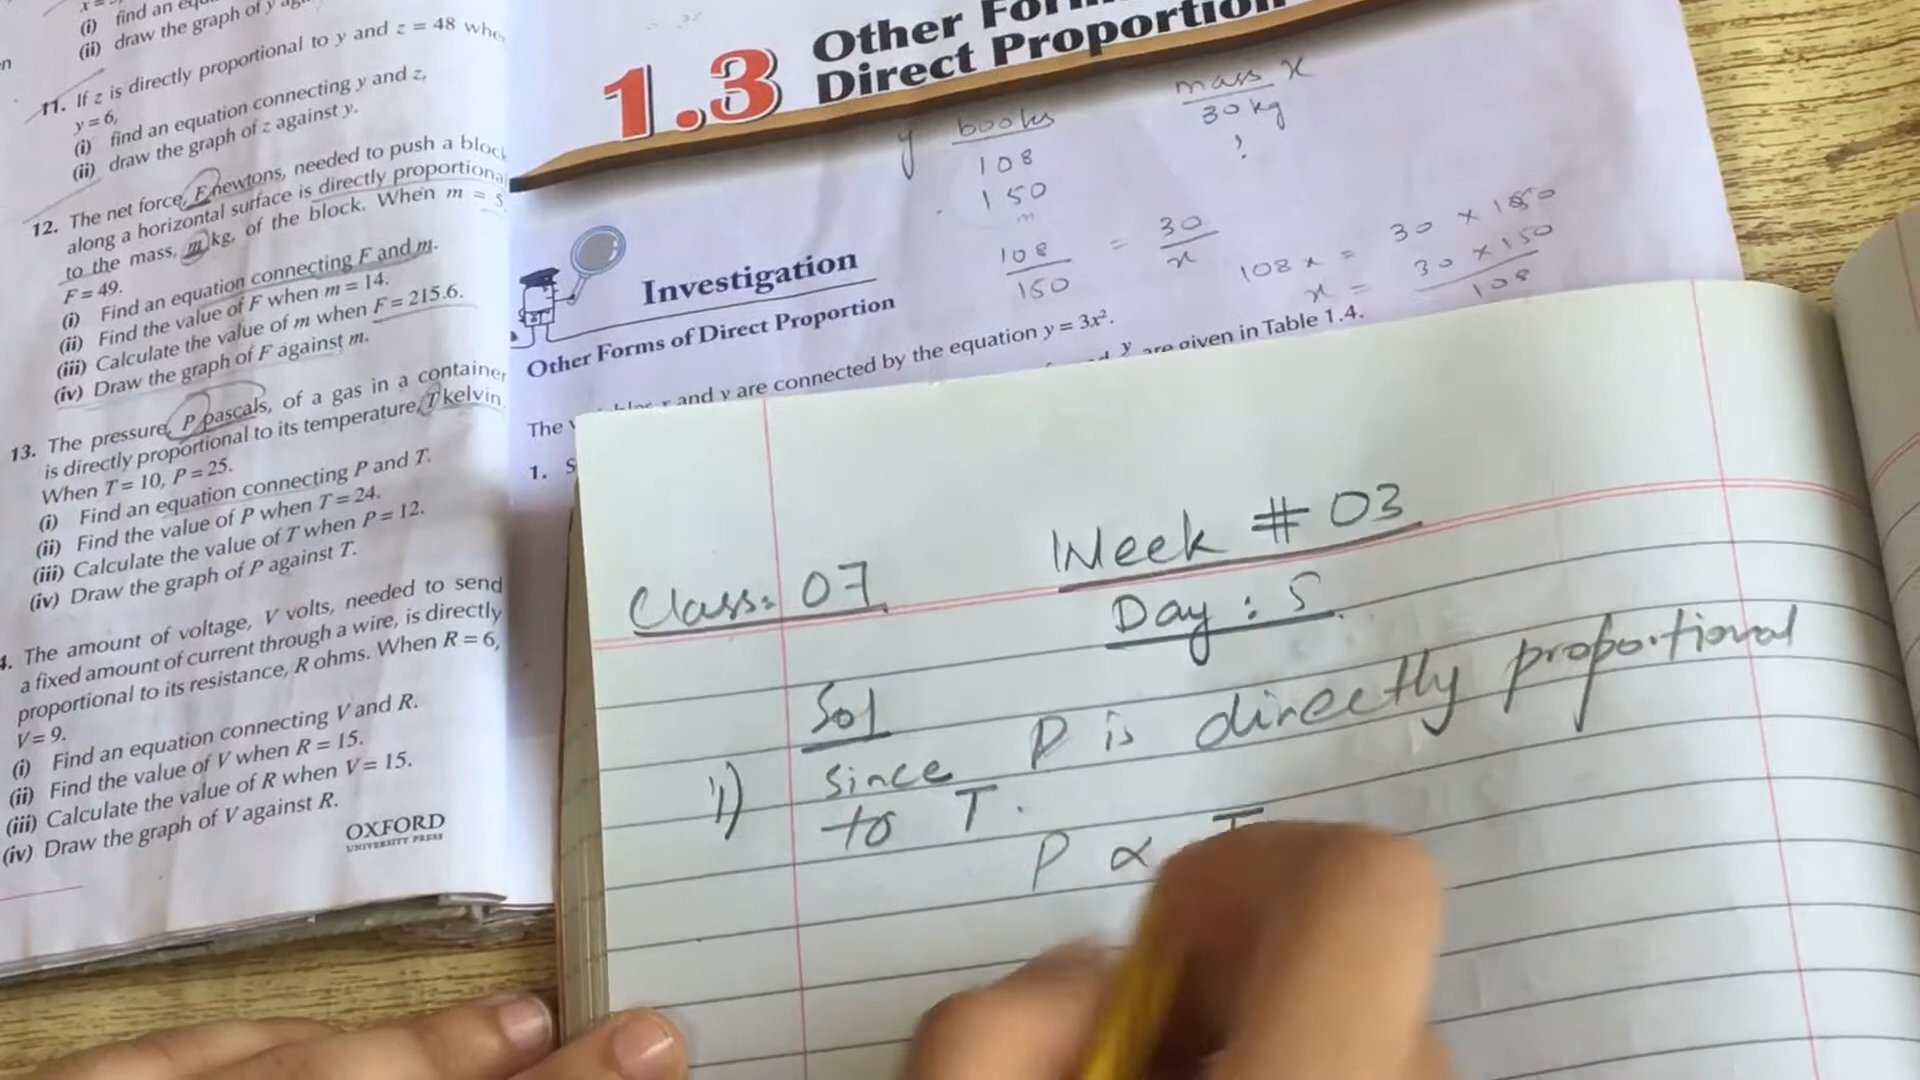 (i) find an
(ii) draw the graph of y
11. If z is directly proportional to y and z = 48
y = 6,
(i) find an equation connecting y and z,
(ii) draw the graph of z against y.
12. The net force, F newtons, needed to push a block
along a horizontal surface is directly proportional
to the mass, m kg, of the block. When m = 5,
F = 49.
(i) Find an equation connecting F and m.
(ii) Find the value of F when m = 14.
(iii) Calculate the value of m when F = 215.6.
(iv) Draw the graph of F against m.
13. The pressure, P pascals, of a gas in a container
is directly proportional to its temperature, T kelvin.
When T = 10, P = 25.
(i) Find an equation connecting P and T.
(ii) Find the value of P when T = 24.
(iii) Calculate the value of T when P = 12.
(iv) Draw the graph of P against T.
The amount of voltage, V volts, needed to send
a fixed amount of current through a wire, is directly
proportional to its resistance, R ohms. When R = 6,
V = 9.
(i) Find an equation connecting V and R.
(ii) Find the value of V when R = 15.
(iii) Calculate the value of R when V = 15.
(iv) Draw the graph of V against R.
OXFORD
UNIVERSITY PRESS
1.3 Other
Direct Proportion
y books mass x
108 30 kg
150 ?
108/150 = 30/x
108x = 30 × 150
x = 30 × 150/108
Investigation
Other Forms of Direct Proportion
The x and y are connected by the equation y = 3x².
y are given in Table 1.4.
1.
Week # 03
Class: 07
Day: 5.
Sol
i) Since P is directly proportional
to T.
P ∝ T